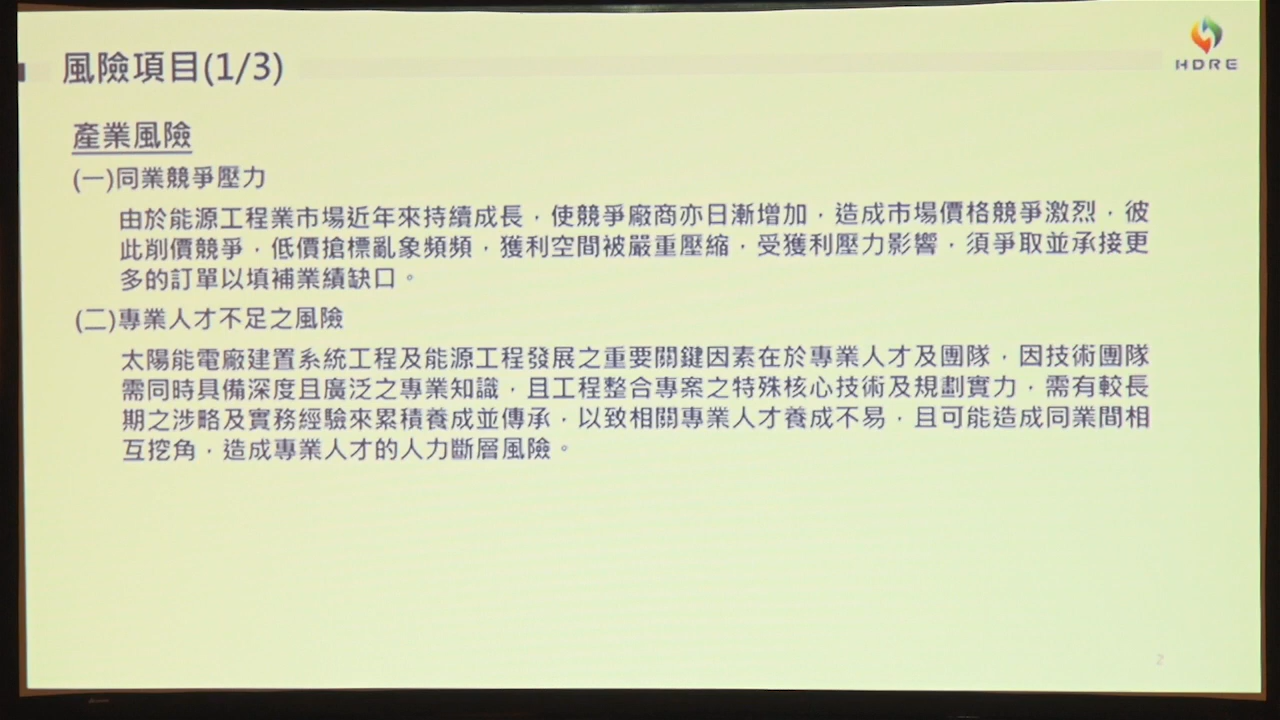 風險項目(1/3)
HDRE
產業風險
(一)同業競爭壓力
由於能源工程業市場近年來持續成長，使競爭廠商亦日漸增加，造成市場價格競爭激烈，彼
此削價競爭，低價搶標亂象頻頻，獲利空間被嚴重壓縮，受獲利壓力影響，須爭取並承接更
多的訂單以填補業績缺口。
(二)專業人才不足之風險
太陽能電廠建置系統工程及能源工程發展之重要關鍵因素在於專業人才及團隊，因技術團隊
需同時具備深度且廣泛之專業知識，且工程整合專案之特殊核心技術及規劃實力，需有較長
期之涉略及實務經驗來累積養成並傳承，以致相關專業人才養成不易，且可能造成同業間相
互挖角，造成專業人才的人力斷層風險。
2